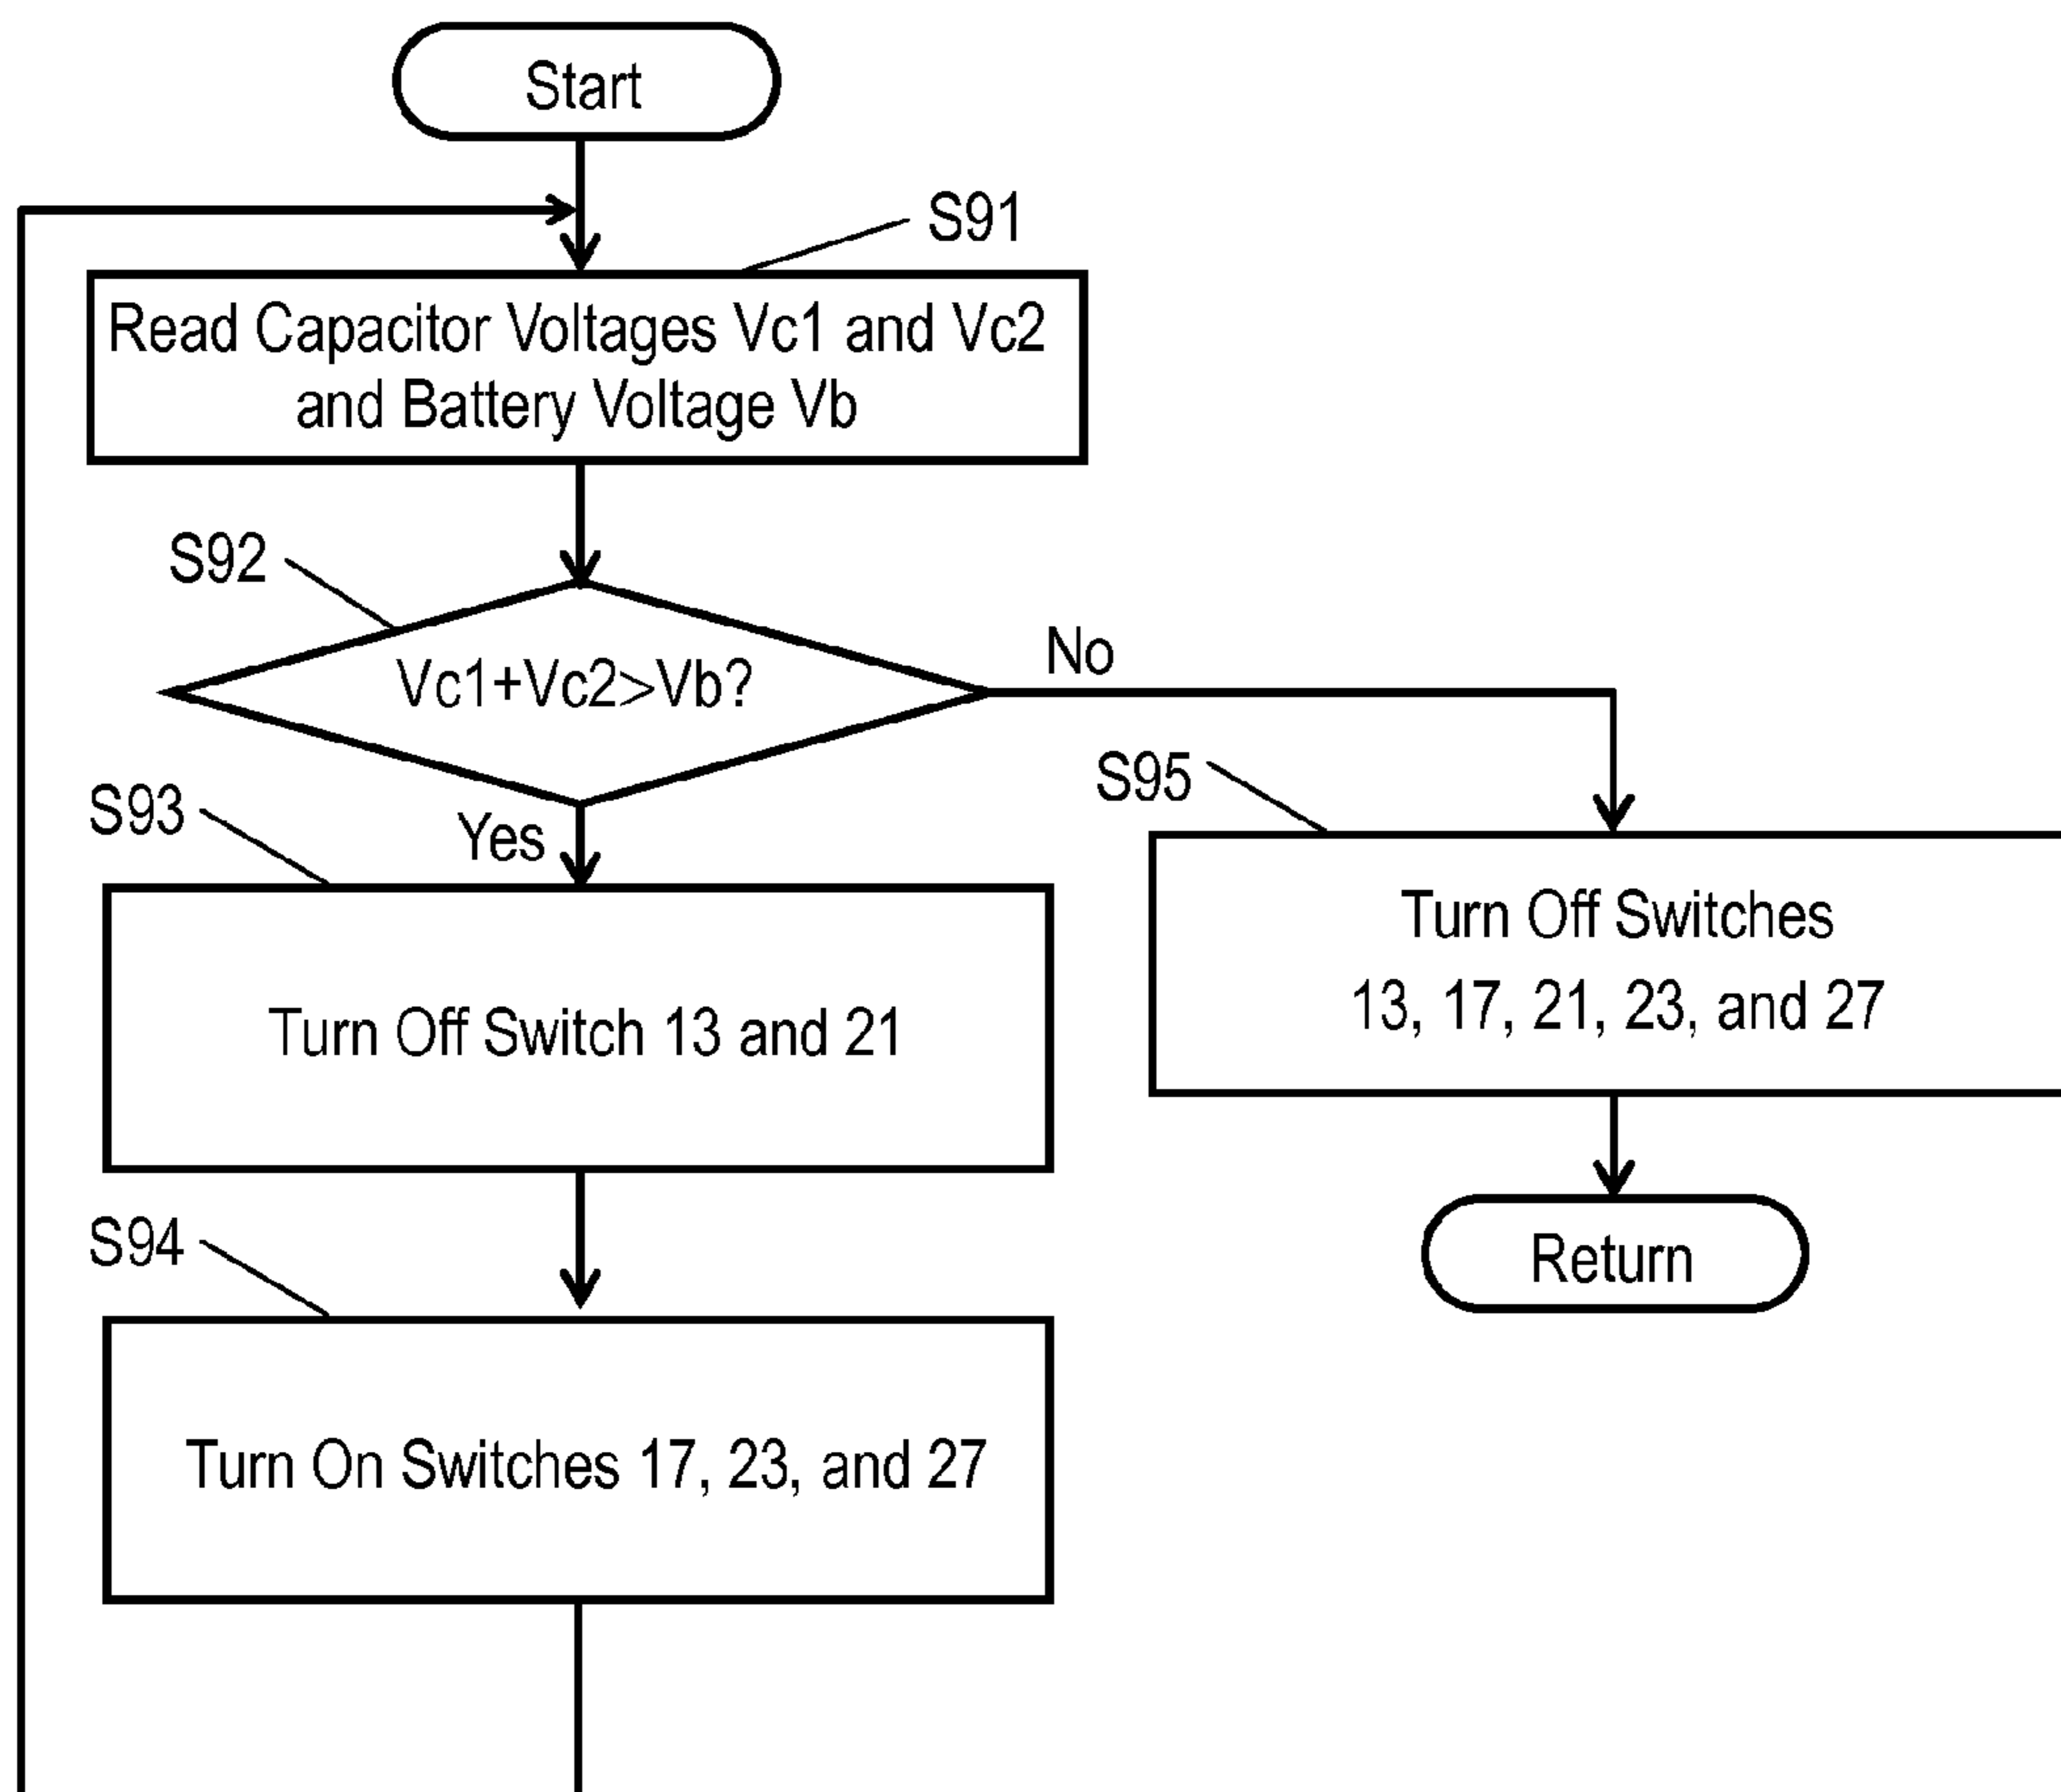 Start
S91
Read Capacitor Voltages Vc1 and Vc2
and Battery Voltage Vb
S92
Vc1+Vc2>Vb?
No
Yes
S93
Turn Off Switch 13 and 21
S94
Turn On Switches 17, 23, and 27
S95
Turn Off Switches
13, 17, 21, 23, and 27
Return